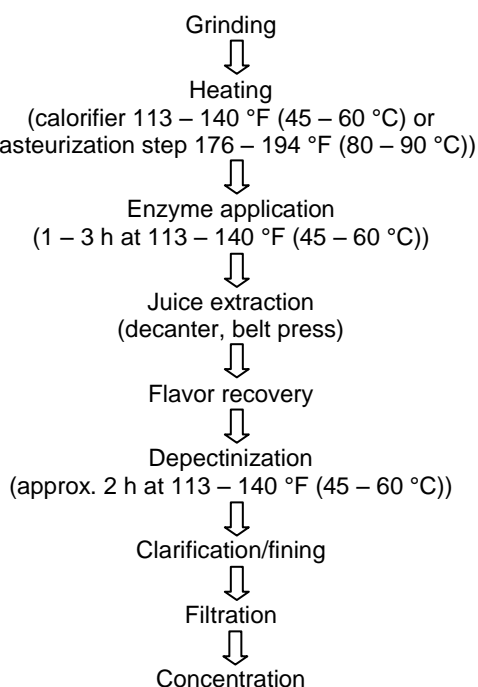 Grinding
Heating
(calorifier 113 – 140 °F (45 – 60 °C) or
asteurization step 176 – 194 °F (80 – 90 °C))
Enzyme application
(1 – 3 h at 113 – 140 °F (45 – 60 °C))
Juice extraction
(decanter, belt press)
Flavor recovery
Depectinization
(approx. 2 h at 113 – 140 °F (45 – 60 °C))
Clarification/fining
Filtration
Concentration